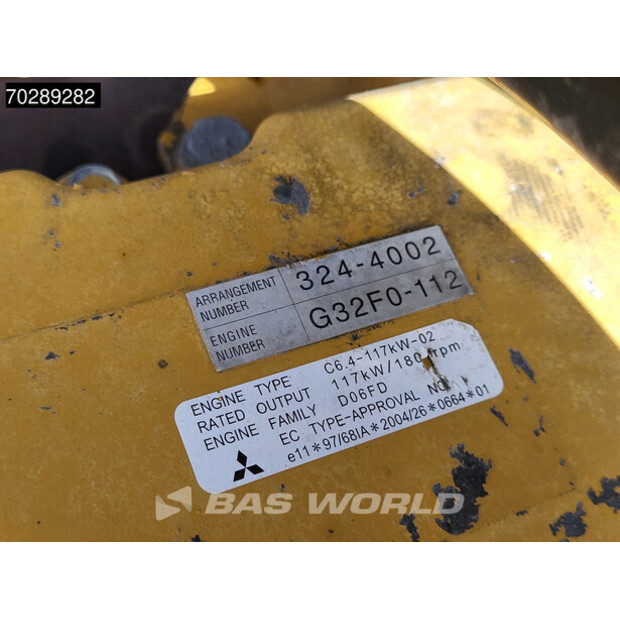 70289282
ARRANGEMENT NUMBER 324-4002
ENGINE NUMBER G32F0-112
ENGINE TYPE C6.4-117kW-02
RATED OUTPUT 117kW/180 rpm
ENGINE FAMILY D06FD
EC TYPE-APPROVAL NO
e11*97/68IA*2004/26*0664*01
BAS WORLD